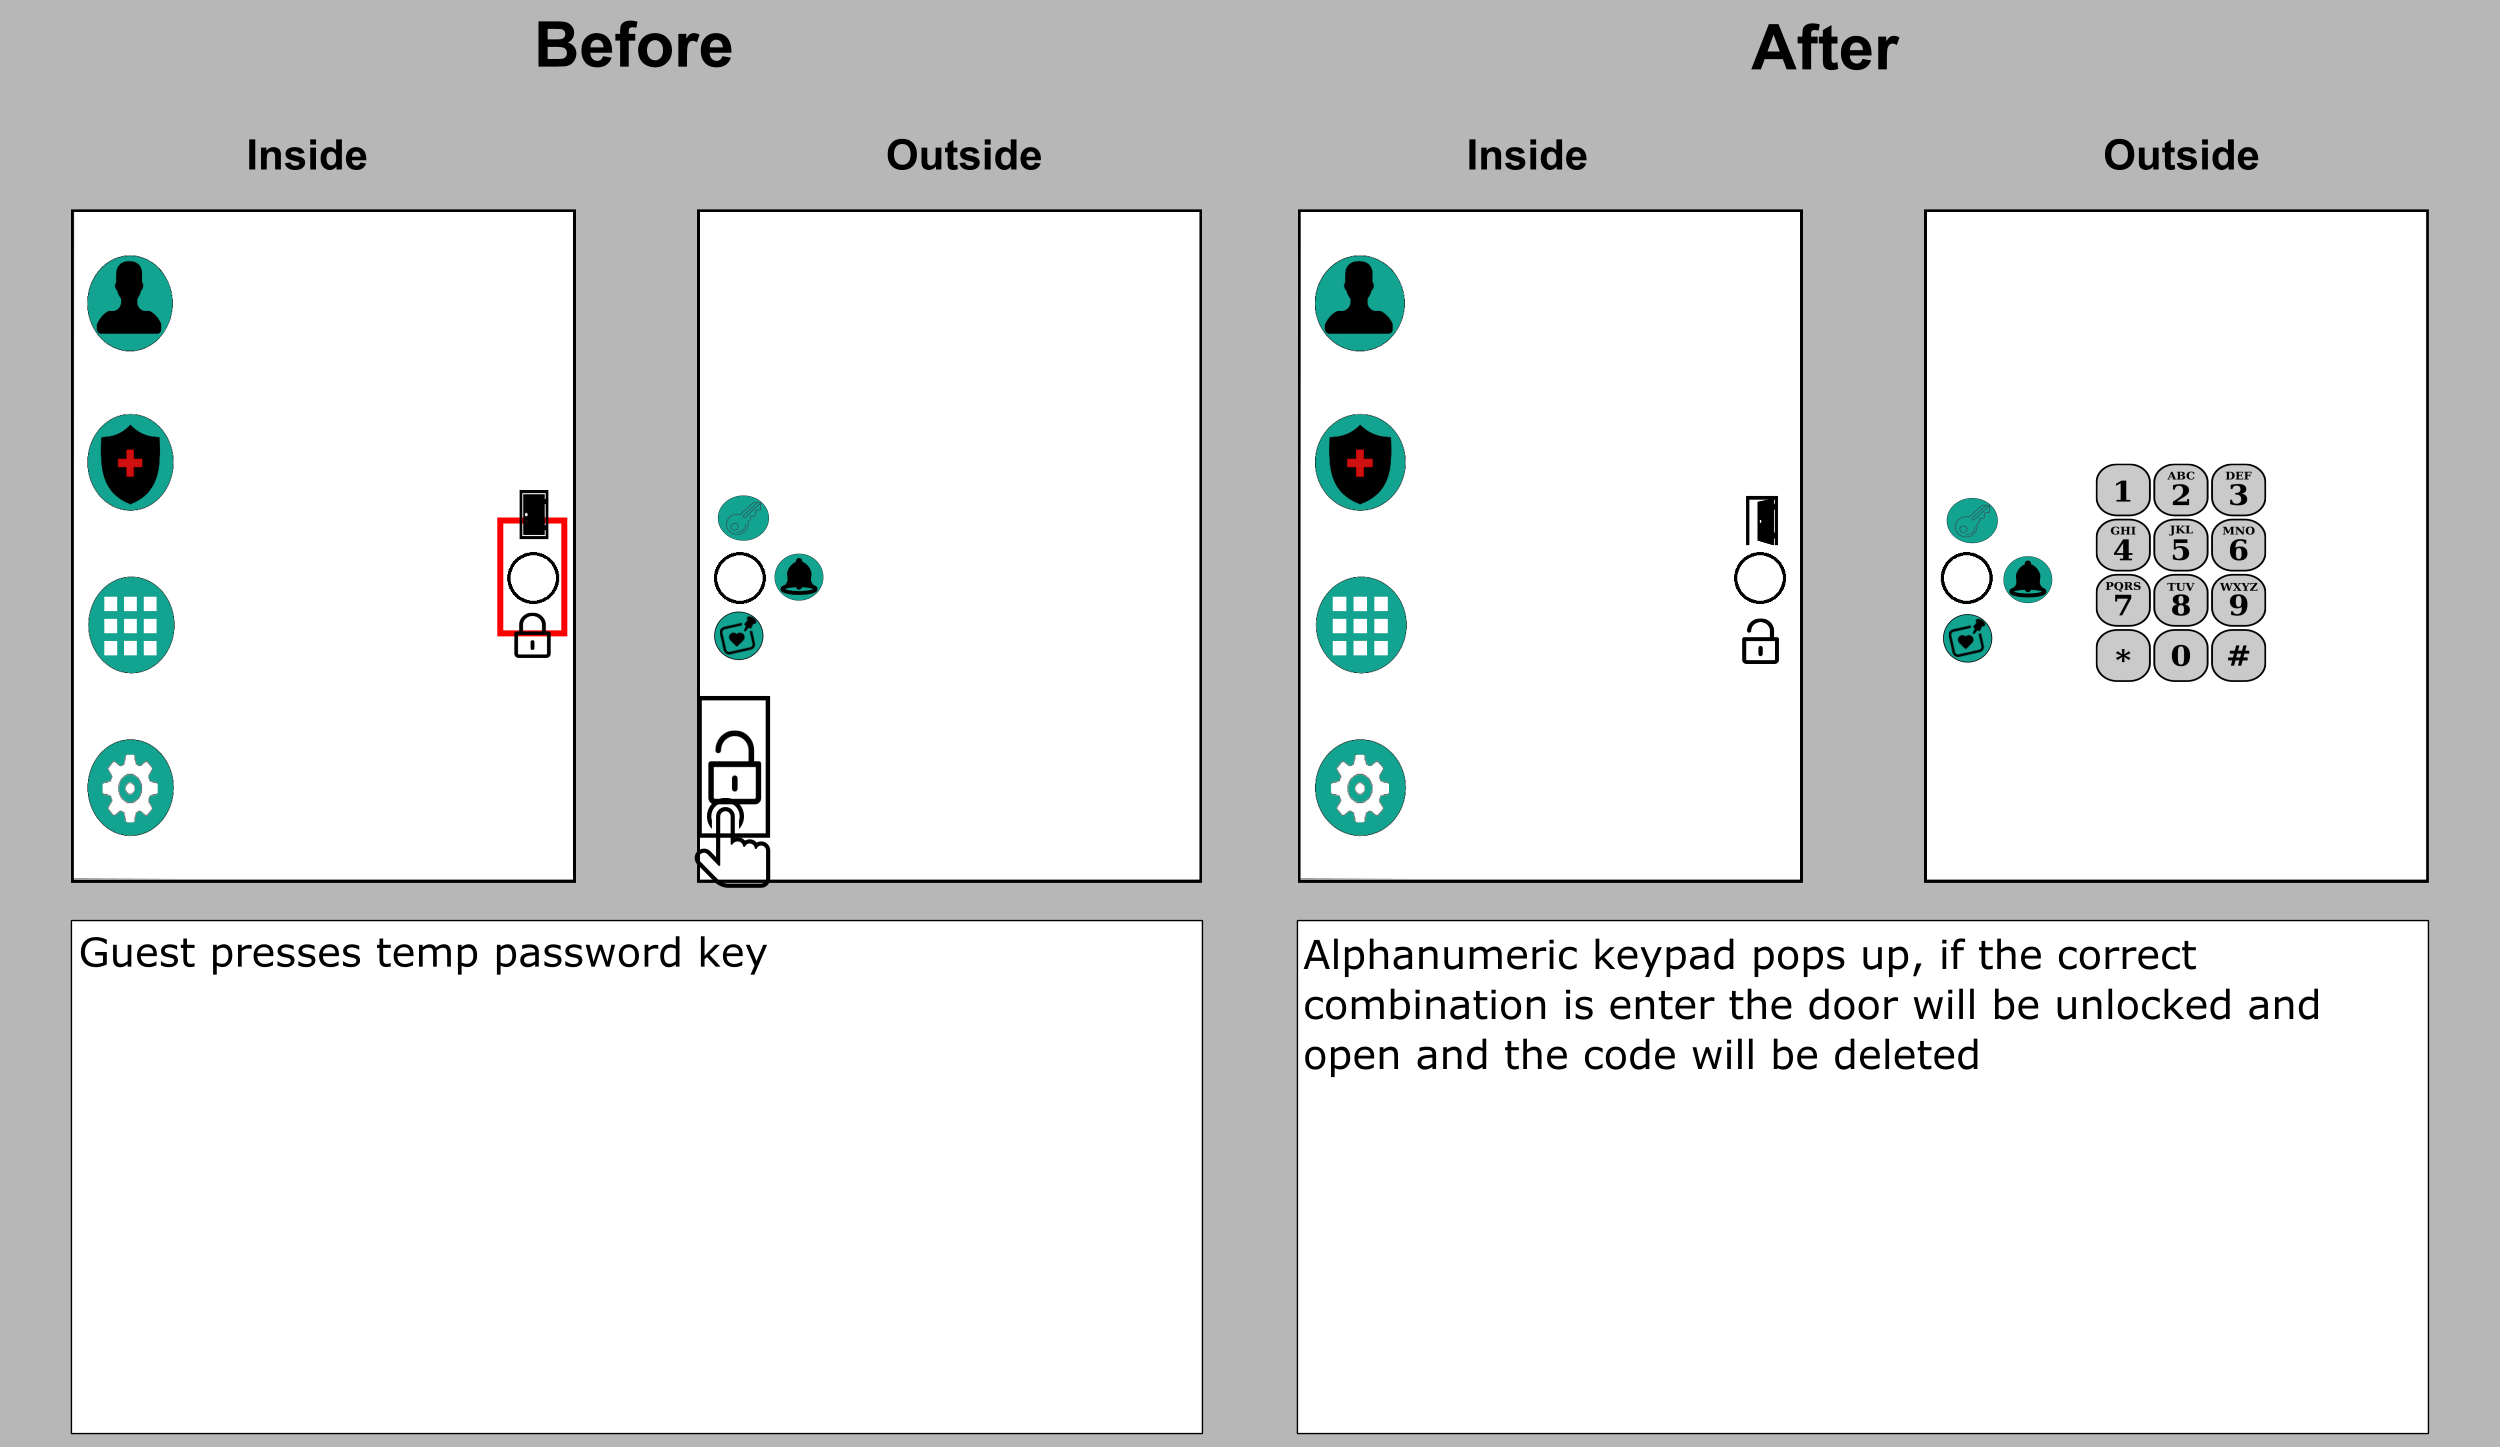 Before
After
Inside
Outside
Inside
Outside
1
ABC
2
DEF
3
GHI
4
JKL
5
MNO
6
PQRS
7
TUV
8
WXYZ
9
*
0
#
Guest presses temp password key
Alphanumeric keypad pops up, if the correct
combination is enter the door will be unlocked and
open and the code will be deleted